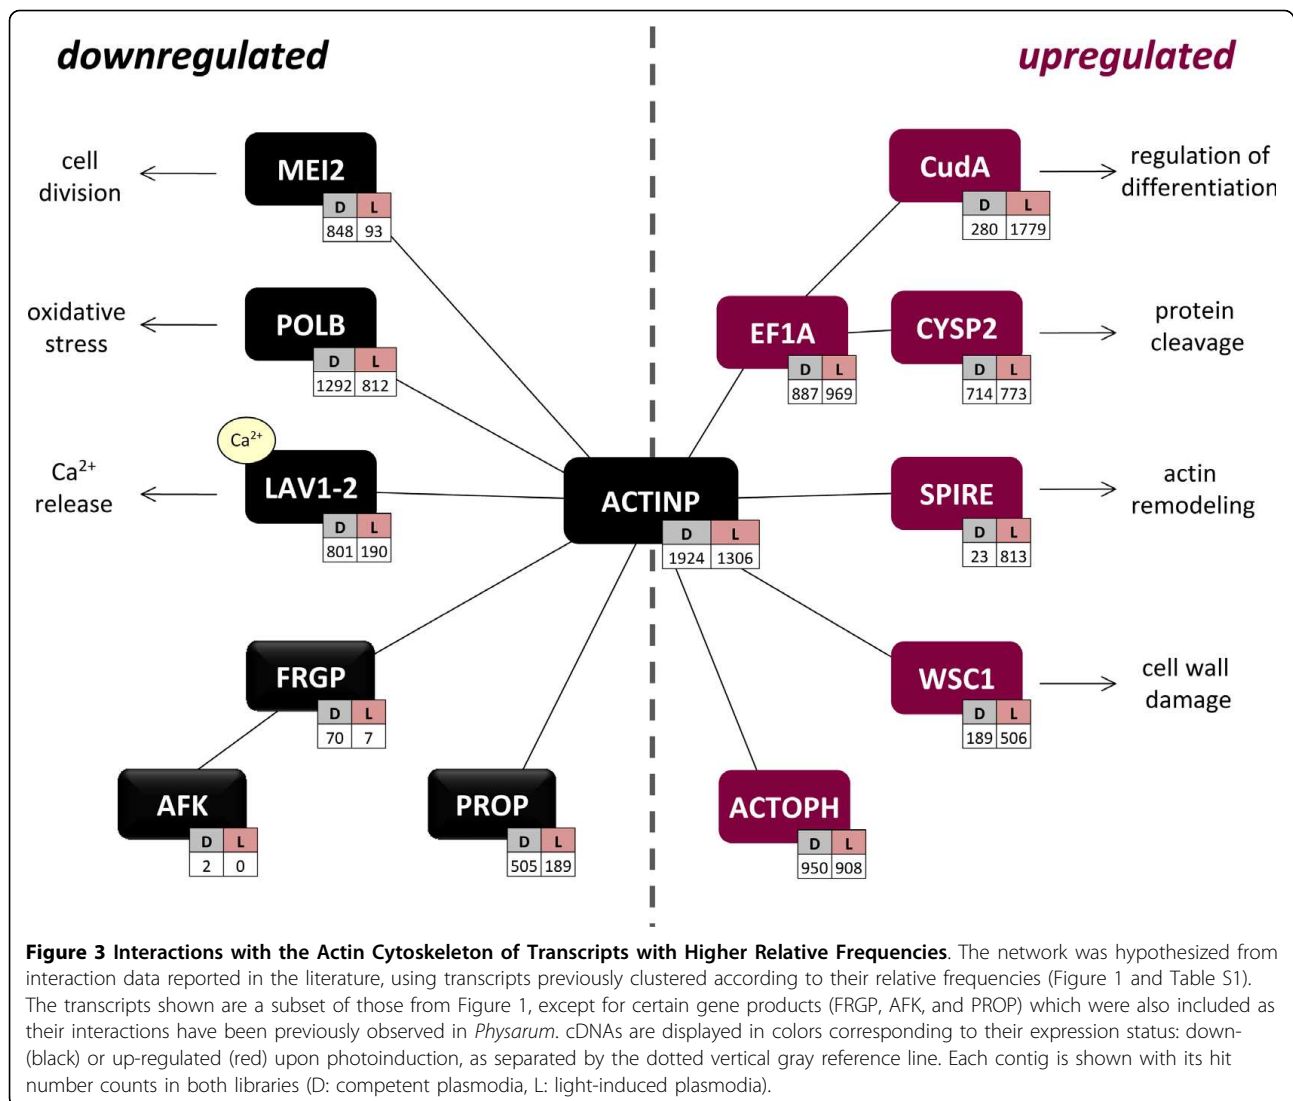 downregulated
upregulated
cell
division
MEI2
D L
848 93
CudA
D L
280 1779
regulation of
differentiation
oxidative
stress
POLB
D L
1292 812
EF1A
D L
887 969
CYSP2
D L
714 773
protein
cleavage
Ca²⁺
Ca²⁺
release
LAV1-2
D L
801 190
ACTINP
D L
1924 1306
SPIRE
D L
23 813
actin
remodeling
FRGP
D L
70 7
WSC1
D L
189 506
cell wall
damage
AFK
D L
2 0
PROP
D L
505 189
ACTOPH
D L
950 908
Figure 3 Interactions with the Actin Cytoskeleton of Transcripts with Higher Relative Frequencies. The network was hypothesized from
interaction data reported in the literature, using transcripts previously clustered according to their relative frequencies (Figure 1 and Table S1).
The transcripts shown are a subset of those from Figure 1, except for certain gene products (FRGP, AFK, and PROP) which were also included as
their interactions have been previously observed in Physarum. cDNAs are displayed in colors corresponding to their expression status: down-
(black) or up-regulated (red) upon photoinduction, as separated by the dotted vertical gray reference line. Each contig is shown with its hit
number counts in both libraries (D: competent plasmodia, L: light-induced plasmodia).